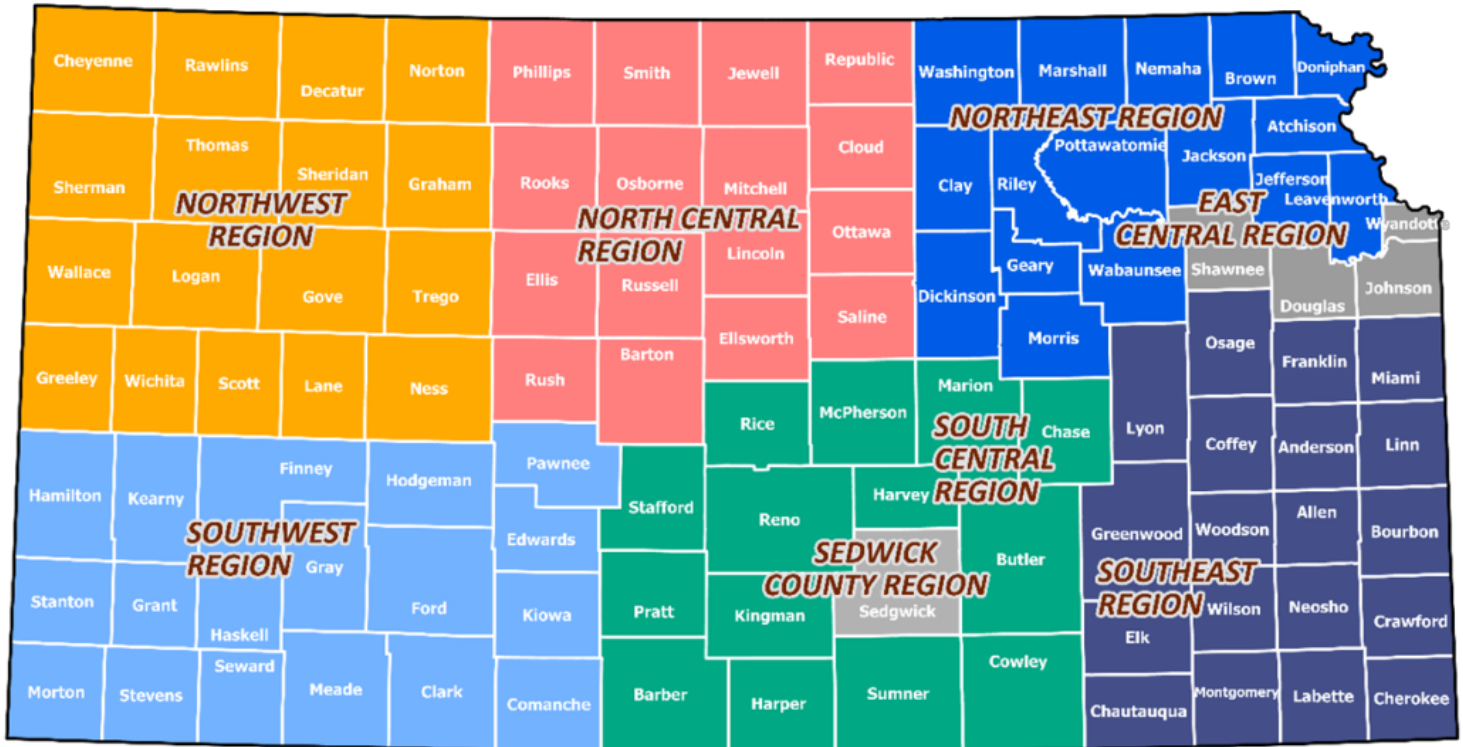 Cheyenne
Rawlins
Decatur
Norton
Phillips
Smith
Jewell
Republic
Washington
Marshall
Nemaha
Brown
Doniphan
NORTHEAST REGION
Sherman
Thomas
Sheridan
Graham
Rooks
Osborne
Mitchell
Cloud
Clay
Riley
Pottawatomie
Jackson
Atchison
Jefferson
Leavenworth
Wyandotte
NORTHWEST
REGION
NORTH CENTRAL
REGION
EAST
CENTRAL REGION
Wallace
Logan
Gove
Trego
Ellis
Russell
Lincoln
Ottawa
Dickinson
Geary
Wabaunsee
Shawnee
Douglas
Johnson
Ellsworth
Saline
Morris
Osage
Franklin
Miami
Greeley
Wichita
Scott
Lane
Ness
Rush
Barton
Rice
McPherson
Marion
Chase
Lyon
Coffey
Anderson
Linn
SOUTH
CENTRAL
REGION
Hamilton
Kearny
Finney
Hodgeman
Pawnee
Stafford
Reno
Harvey
Butler
Greenwood
Woodson
Allen
Bourbon
SOUTHWEST
REGION
Gray
Edwards
SEDWICK
COUNTY REGION
Sedgwick
SOUTHEAST
REGION
Stanton
Grant
Haskell
Ford
Kiowa
Pratt
Kingman
Elk
Wilson
Neosho
Crawford
Morton
Stevens
Seward
Meade
Clark
Comanche
Barber
Harper
Sumner
Cowley
Chautauqua
Montgomery
Labette
Cherokee